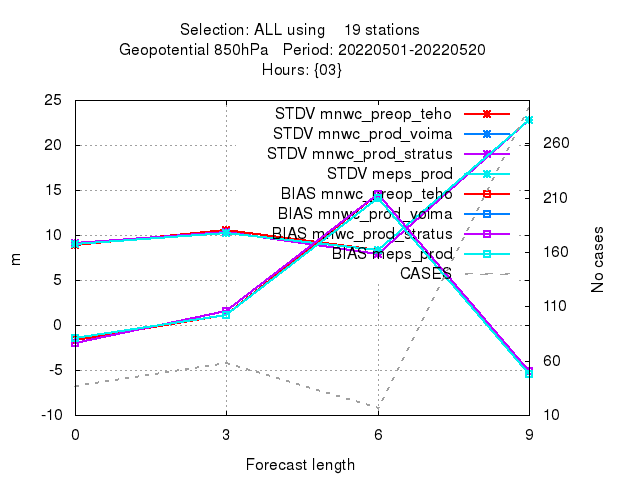 Selection: ALL using 19 stations
Geopotential 850hPa Period: 20220501-20220520
Hours: {03}
25
20
15
10
5
0
-5
-10
m
STDV mnwc_preop_teho
STDV mnwc_prod_voima
STDV mnwc_prod_stratus
STDV meps_prod
BIAS mnwc_preop_teho
BIAS mnwc_prod_voima
BIAS mnwc_prod_stratus
BIAS meps_prod
CASES
260
210
160
110
60
10
No cases
0 3 6 9
Forecast length